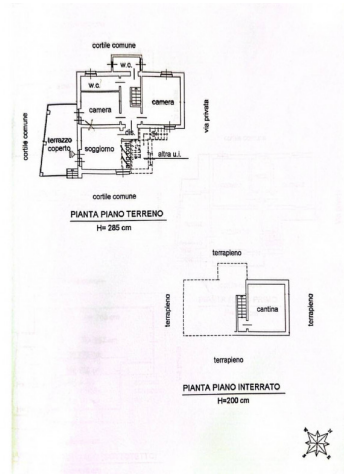 cortile comune
w.c.
w.c.
camera
camera
via privata
cortile comune
dis.
terrazzo
coperto
soggiorno
altra u.i.
cortile comune
PIANTA PIANO TERRENO
H= 285 cm
terrapieno
terrapieno
cantina
terrapieno
terrapieno
PIANTA PIANO INTERRATO
H=200 cm